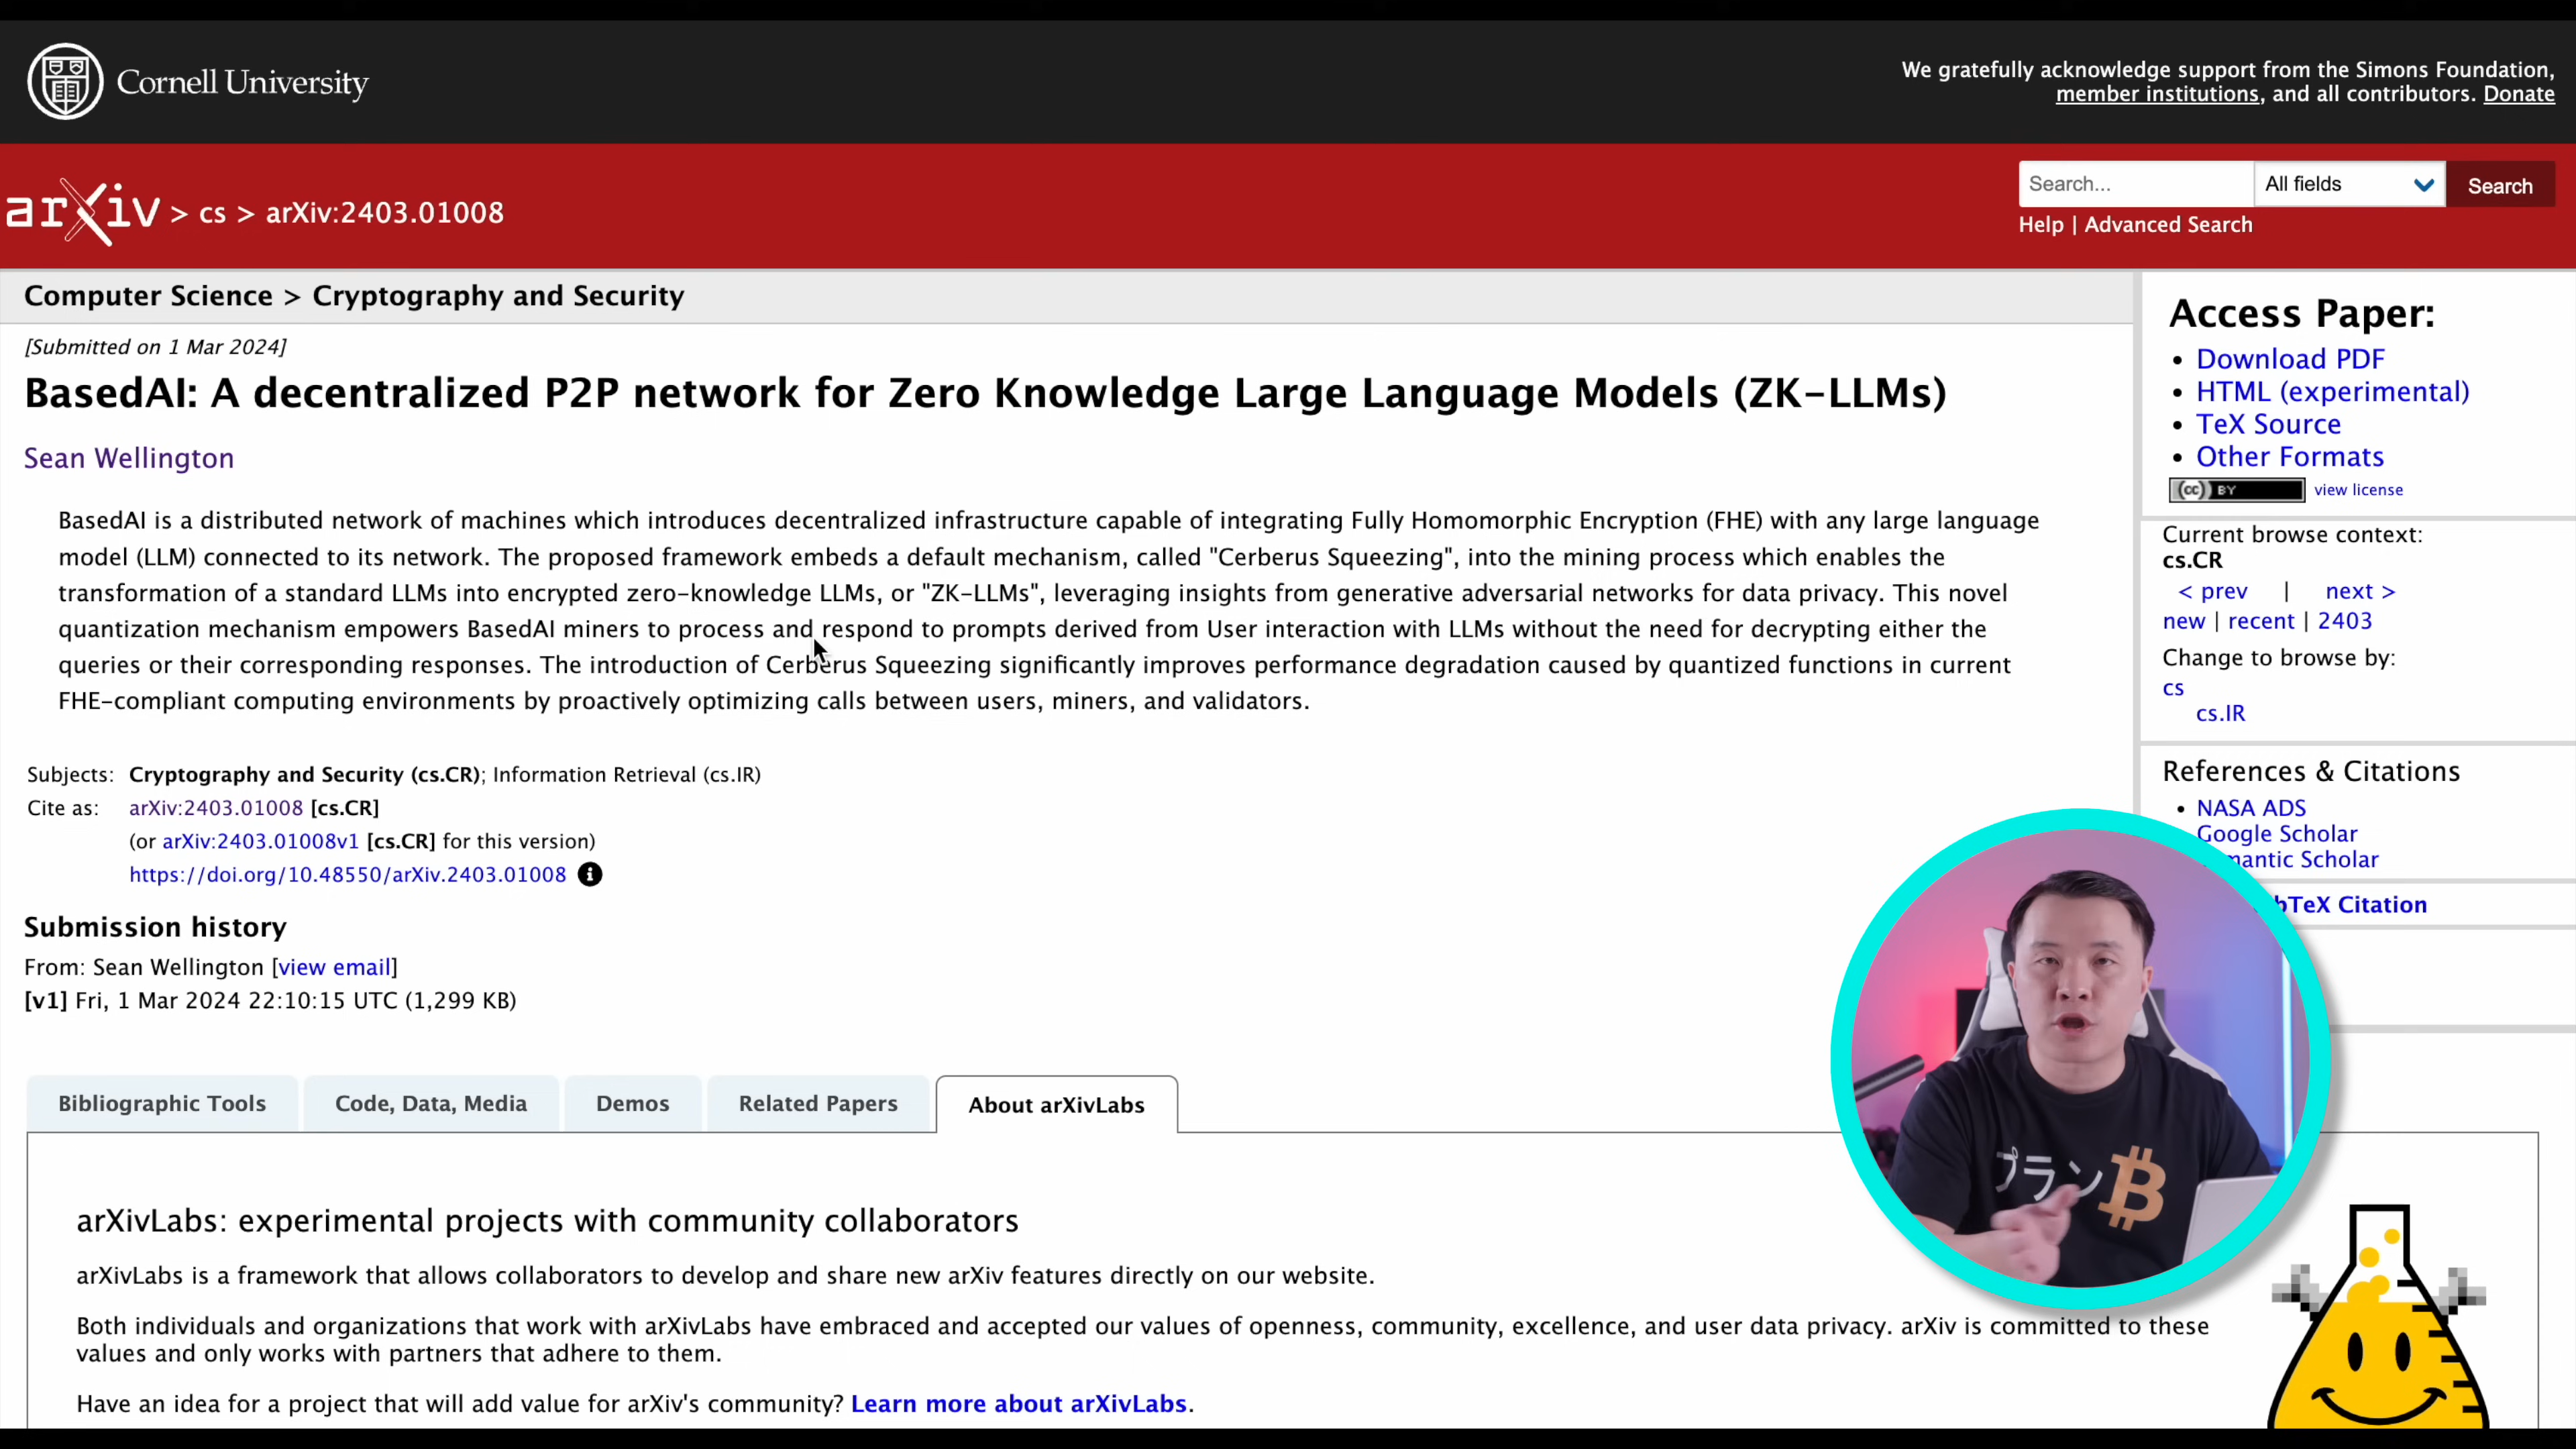 Cornell University
We gratefully acknowledge support from the Simons Foundation,
member institutions, and all contributors. Donate
arXiv > cs > arXiv:2403.01008
Search...
All fields
Search
Help | Advanced Search
Computer Science > Cryptography and Security
[Submitted on 1 Mar 2024]
BasedAI: A decentralized P2P network for Zero Knowledge Large Language Models (ZK-LLMs)
Sean Wellington
BasedAI is a distributed network of machines which introduces decentralized infrastructure capable of integrating Fully Homomorphic Encryption (FHE) with any large language
model (LLM) connected to its network. The proposed framework embeds a default mechanism, called "Cerberus Squeezing", into the mining process which enables the
transformation of a standard LLMs into encrypted zero-knowledge LLMs, or "ZK-LLMs", leveraging insights from generative adversarial networks for data privacy. This novel
quantization mechanism empowers BasedAI miners to process and respond to prompts derived from User interaction with LLMs without the need for decrypting either the
queries or their corresponding responses. The introduction of Cerberus Squeezing significantly improves performance degradation caused by quantized functions in current
FHE-compliant computing environments by proactively optimizing calls between users, miners, and validators.
Subjects: Cryptography and Security (cs.CR); Information Retrieval (cs.IR)
Cite as: arXiv:2403.01008 [cs.CR]
(or arXiv:2403.01008v1 [cs.CR] for this version)
https://doi.org/10.48550/arXiv.2403.01008
Submission history
From: Sean Wellington [view email]
[v1] Fri, 1 Mar 2024 22:10:15 UTC (1,299 KB)
Access Paper:
• Download PDF
• HTML (experimental)
• TeX Source
• Other Formats
(cc) BY view license
Current browse context:
cs.CR
< prev | next >
new | recent | 2403
Change to browse by:
cs
cs.IR
References & Citations
• NASA ADS
Google Scholar
mantic Scholar
bTeX Citation
Bibliographic Tools
Code, Data, Media
Demos
Related Papers
About arXivLabs
プラン₿
arXivLabs: experimental projects with community collaborators
arXivLabs is a framework that allows collaborators to develop and share new arXiv features directly on our website.
Both individuals and organizations that work with arXivLabs have embraced and accepted our values of openness, community, excellence, and user data privacy. arXiv is committed to these
values and only works with partners that adhere to them.
Have an idea for a project that will add value for arXiv's community? Learn more about arXivLabs.